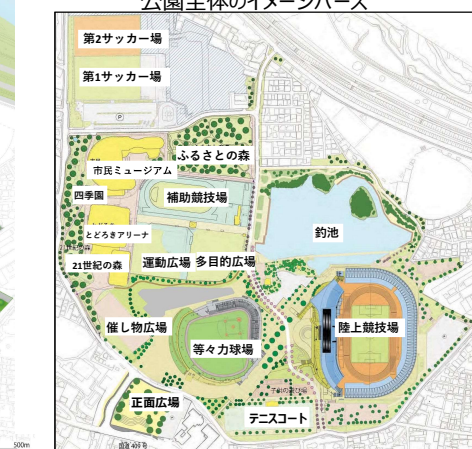 公園全体のイメージパース
第2サッカー場
第1サッカー場
P
ふるさとの森
市民ミュージアム
四季園
補助競技場
釣池
とどろきアリーナ
21世紀の森
運動広場 多目的広場
催し物広場
陸上競技場
等々力球場
正面広場
テニスコート
国道 409 号
500m